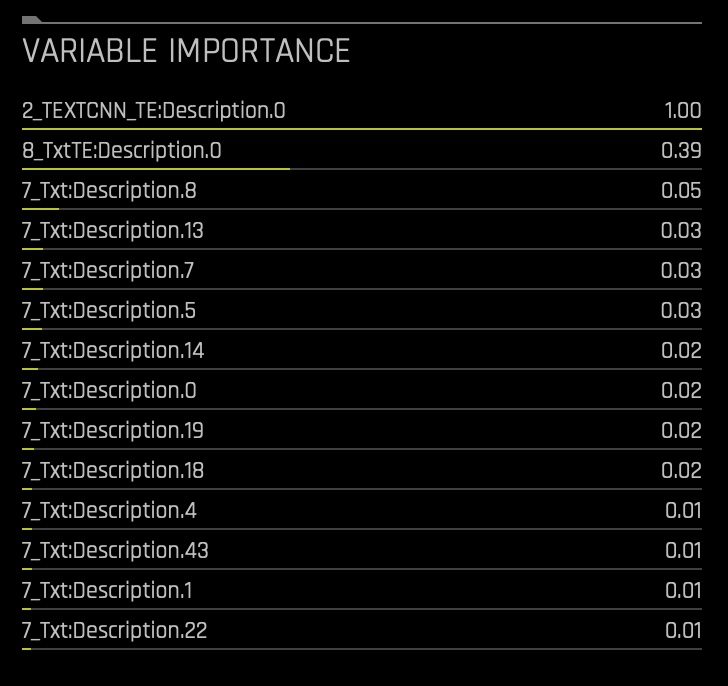 VARIABLE IMPORTANCE
2_TEXTCNN_TE:Description.0 1.00
8_TxtTE:Description.0 0.39
7_Txt:Description.8 0.05
7_Txt:Description.13 0.03
7_Txt:Description.7 0.03
7_Txt:Description.5 0.03
7_Txt:Description.14 0.02
7_Txt:Description.0 0.02
7_Txt:Description.19 0.02
7_Txt:Description.18 0.02
7_Txt:Description.4 0.01
7_Txt:Description.43 0.01
7_Txt:Description.1 0.01
7_Txt:Description.22 0.01